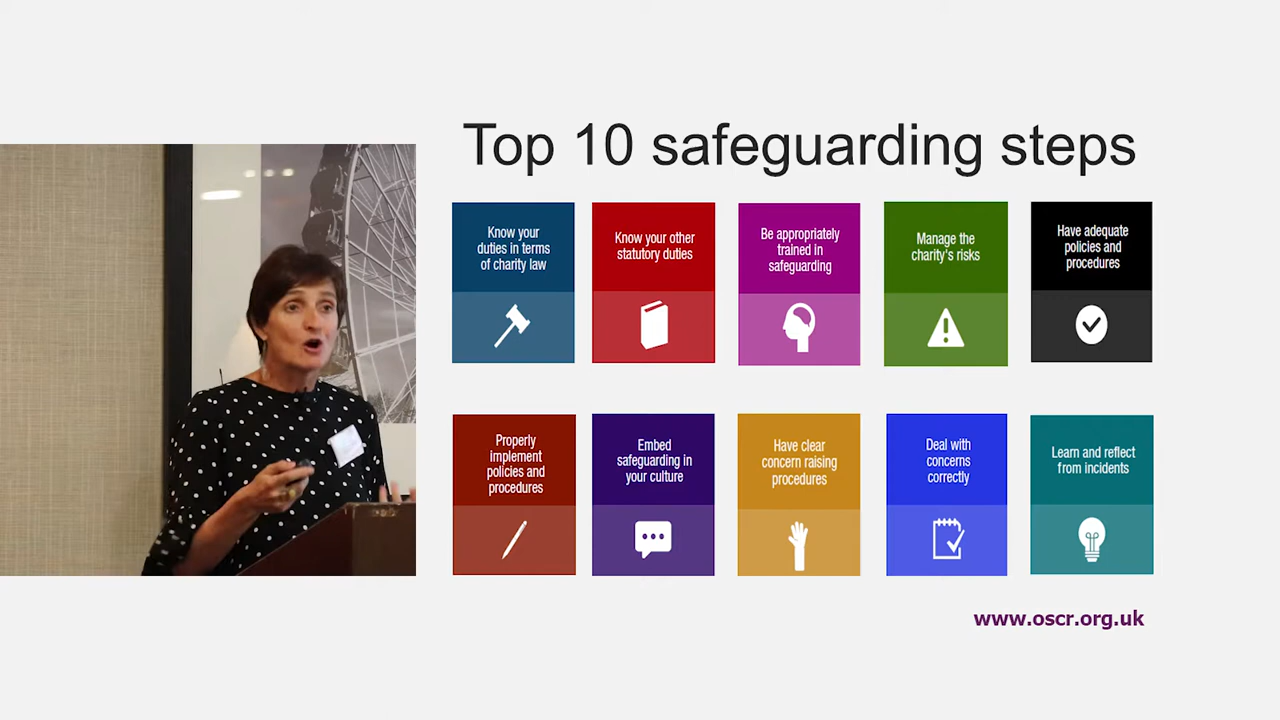 Top 10 safeguarding steps
Know your
duties in terms
of charity law
Know your other
statutory duties
Be appropriately
trained in
safeguarding
Manage the
charity's risks
Have adequate
policies and
procedures
Properly
implement
policies and
procedures
Embed
safeguarding in
your culture
Have clear
concern raising
procedures
Deal with
concerns
correctly
Learn and reflect
from incidents
www.oscr.org.uk